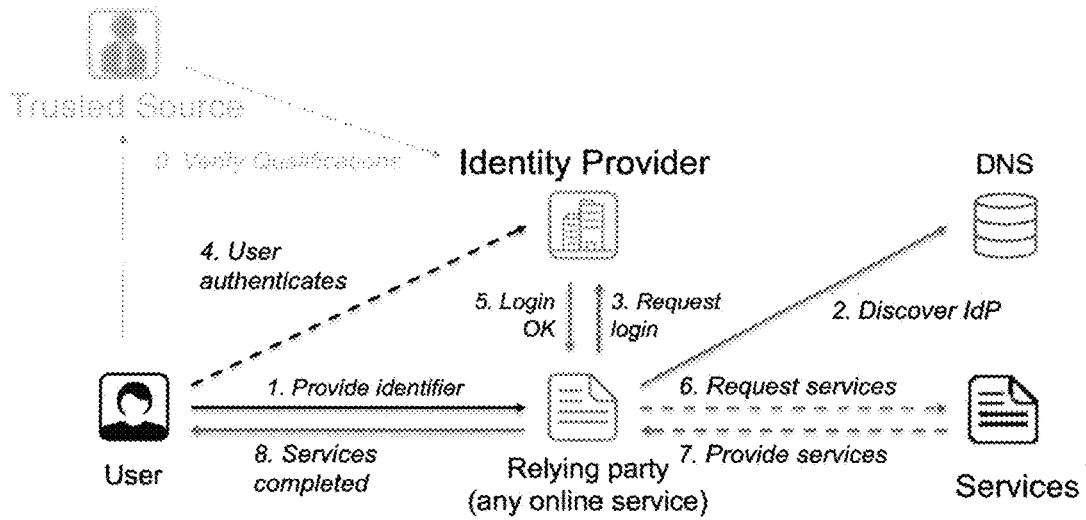 Trusted Source
0. Verify Qualifications
Identity Provider
DNS
4. User
authenticates
5. Login
OK
3. Request
login
2. Discover IdP
1. Provide identifier
6. Request services
8. Services
completed
7. Provide services
User
Relying party
(any online service)
Services